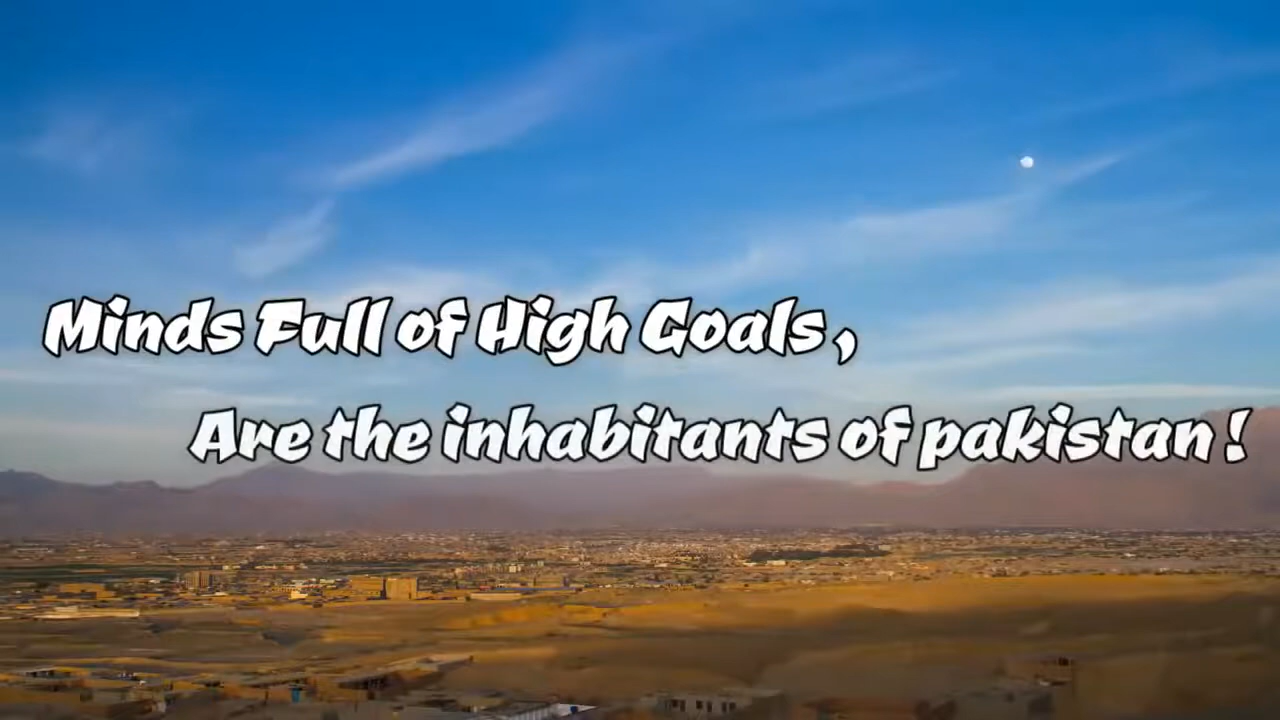 Minds Full of High Goals ,
Are the inhabitants of pakistan !